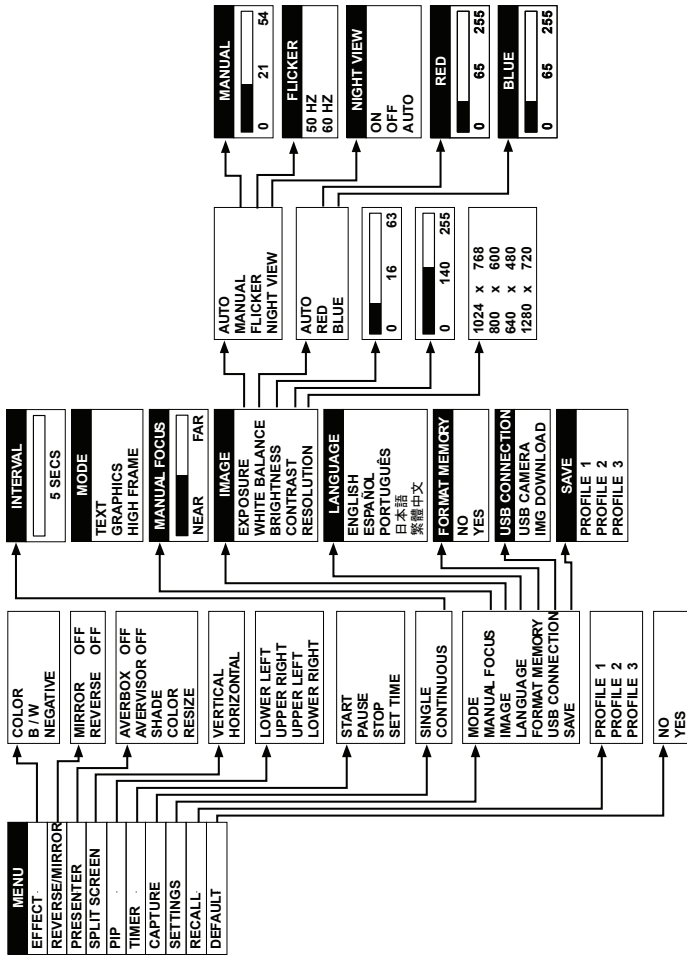 MENU
EFFECT
REVERSE/MIRROR
PRESENTER
SPLIT SCREEN
PIP
TIMER
CAPTURE
SETTINGS
RECALL
DEFAULT
COLOR
B / W
NEGATIVE
MIRROR OFF
REVERSE OFF
AVERBOX OFF
AVERVISOR OFF
SHADE
COLOR
RESIZE
VERTICAL
HORIZONTAL
LOWER LEFT
UPPER RIGHT
UPPER LEFT
LOWER RIGHT
START
PAUSE
STOP
SET TIME
SINGLE
CONTINUOUS
MODE
MANUAL FOCUS
IMAGE
LANGUAGE
FORMAT MEMORY
USB CONNECTION
SAVE
PROFILE 1
PROFILE 2
PROFILE 3
NO
YES
INTERVAL
5 SECS
MODE
TEXT
GRAPHICS
HIGH FRAME
MANUAL FOCUS
NEAR FAR
IMAGE
EXPOSURE
WHITE BALANCE
BRIGHTNESS
CONTRAST
RESOLUTION
LANGUAGE
ENGLISH
ESPAÑOL
PORTUGUÊS
日本語
繁體中文
FORMAT MEMORY
NO
YES
USB CONNECTION
USB CAMERA
IMG DOWNLOAD
SAVE
PROFILE 1
PROFILE 2
PROFILE 3
AUTO
MANUAL
FLICKER
NIGHT VIEW
AUTO
RED
BLUE
0 16 63
0 140 255
1024 x 768
800 x 600
640 x 480
1280 x 720
MANUAL
0 21 54
FLICKER
50 HZ
60 HZ
NIGHT VIEW
ON
OFF
AUTO
RED
0 65 255
BLUE
0 65 255